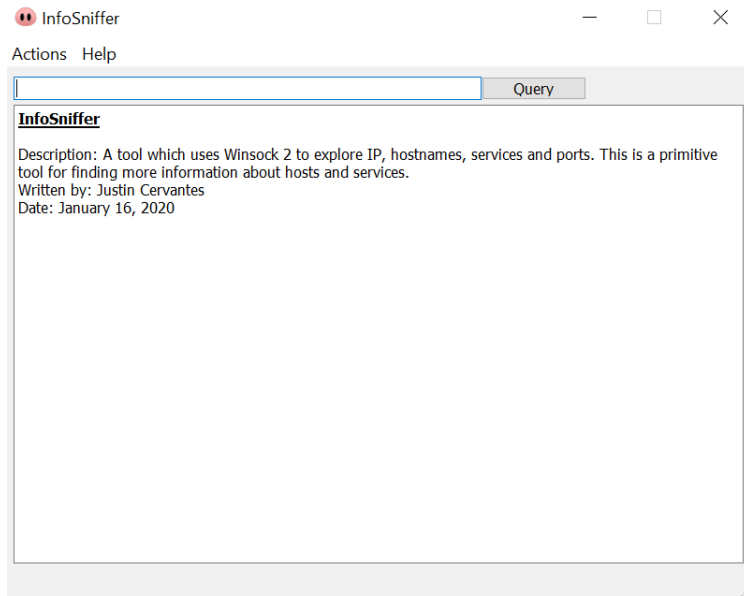 InfoSniffer
Actions Help
Query
InfoSniffer
Description: A tool which uses Winsock 2 to explore IP, hostnames, services and ports. This is a primitive
tool for finding more information about hosts and services.
Written by: Justin Cervantes
Date: January 16, 2020